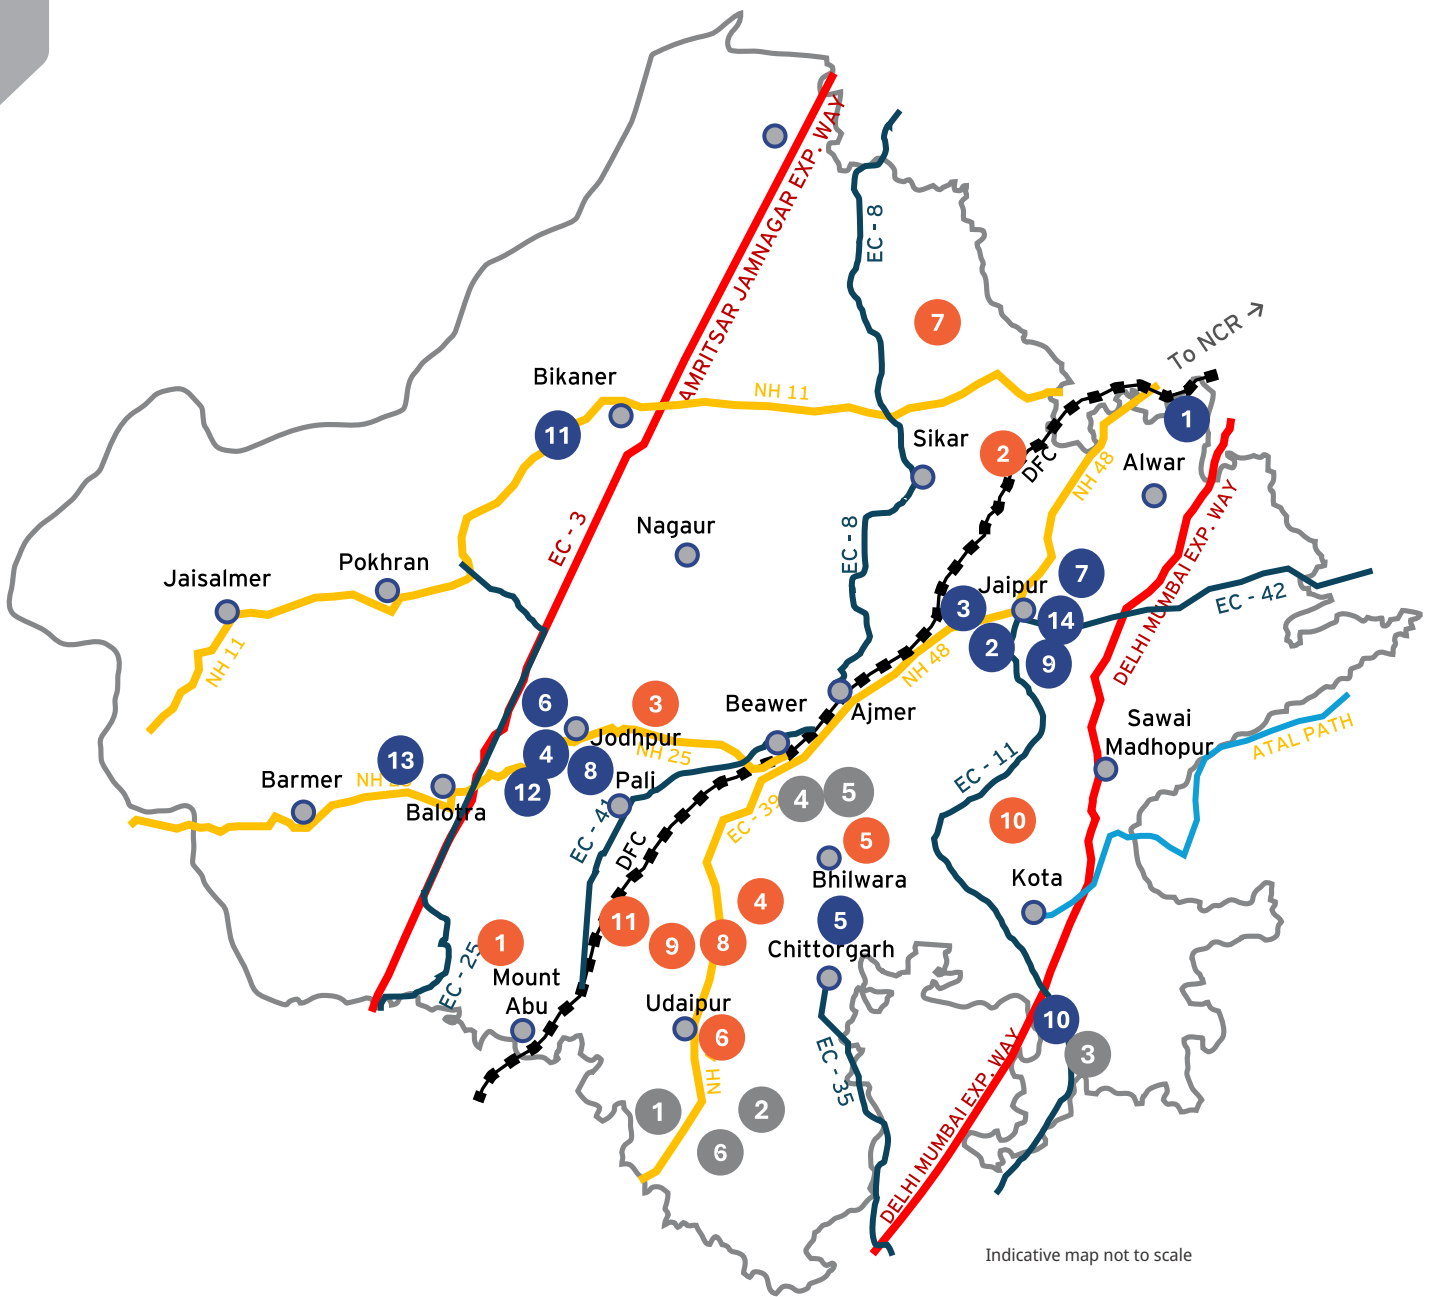 AMRITSAR JAMNAGAR EXP. WAY
EC - 8
7
To NCR →
Bikaner
NH 11
11
1
Sikar
2
DFC
NH 48
Alwar
EC - 3
Nagaur
EC - 8
DELHI MUMBAI EXP. WAY
Pokhran
Jaisalmer
7
Jaipur
EC - 42
3
14
2
9
NH 11
NH 48
6
3
Beawer
Ajmer
Sawai
Madhopur
ATAL PATH
Jodhpur
NH 25
4
13
8
12
Barmer
NH
Balotra
Pali
EC - 11
4
5
EC - 39
10
EC - 41
DFC
5
Bhilwara
Kota
4
5
11
9
8
1
Chittorgarh
EC - 25
Mount
Abu
Udaipur
6
10
3
EC - 35
NH
1
2
6
DELHI MUMBAI EXP. WAY
Indicative map not to scale